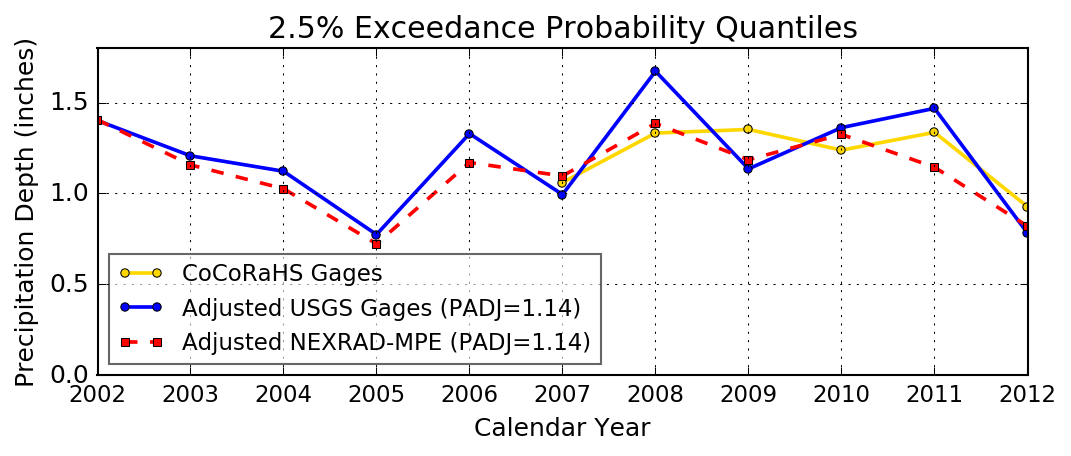 2.5% Exceedance Probability Quantiles
Precipitation Depth (inches)
1.5
1.0
0.5
0.0
CoCoRaHS Gages
Adjusted USGS Gages (PADJ=1.14)
Adjusted NEXRAD-MPE (PADJ=1.14)
2002 2003 2004 2005 2006 2007 2008 2009 2010 2011 2012
Calendar Year